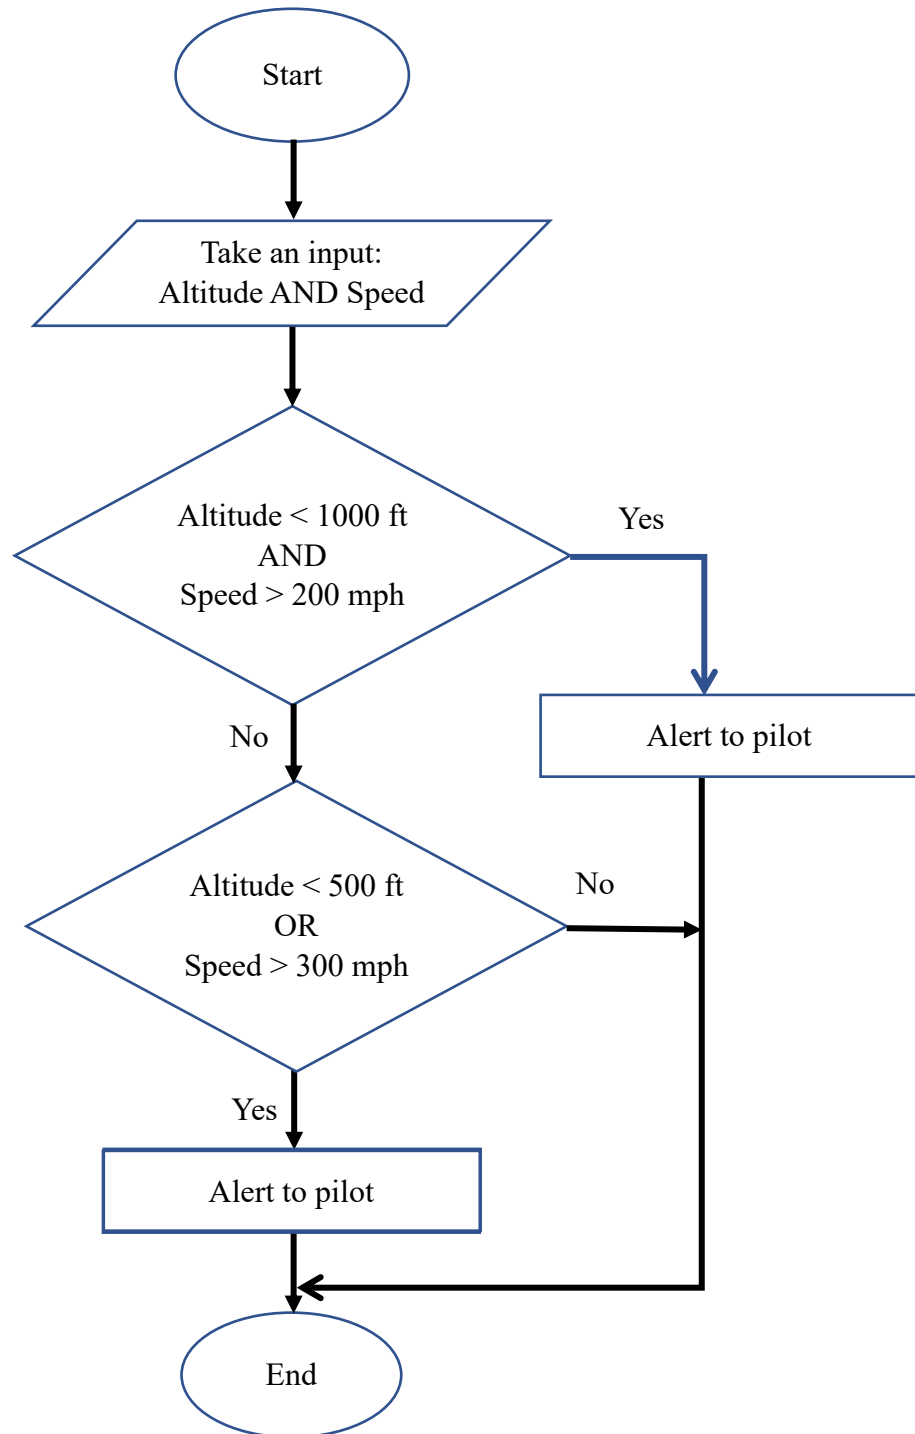 Start
Take an input:
Altitude AND Speed
Altitude < 1000 ft
AND
Speed > 200 mph
Yes
No
Alert to pilot
Altitude < 500 ft
OR
Speed > 300 mph
No
Yes
Alert to pilot
End